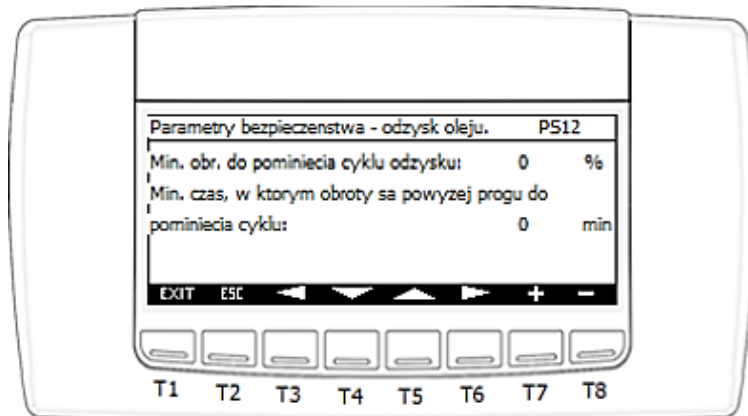 Parametry bezpieczenstwa - odzysk oleju. PS12
Min. obr. do pominiecia cyklu odzysku: 0 %
Min. czas, w ktorym obroty sa powyzej progu do
pominiecia cyklu: 0 min
EXIT ESC + -
T1 T2 T3 T4 T5 T6 T7 T8